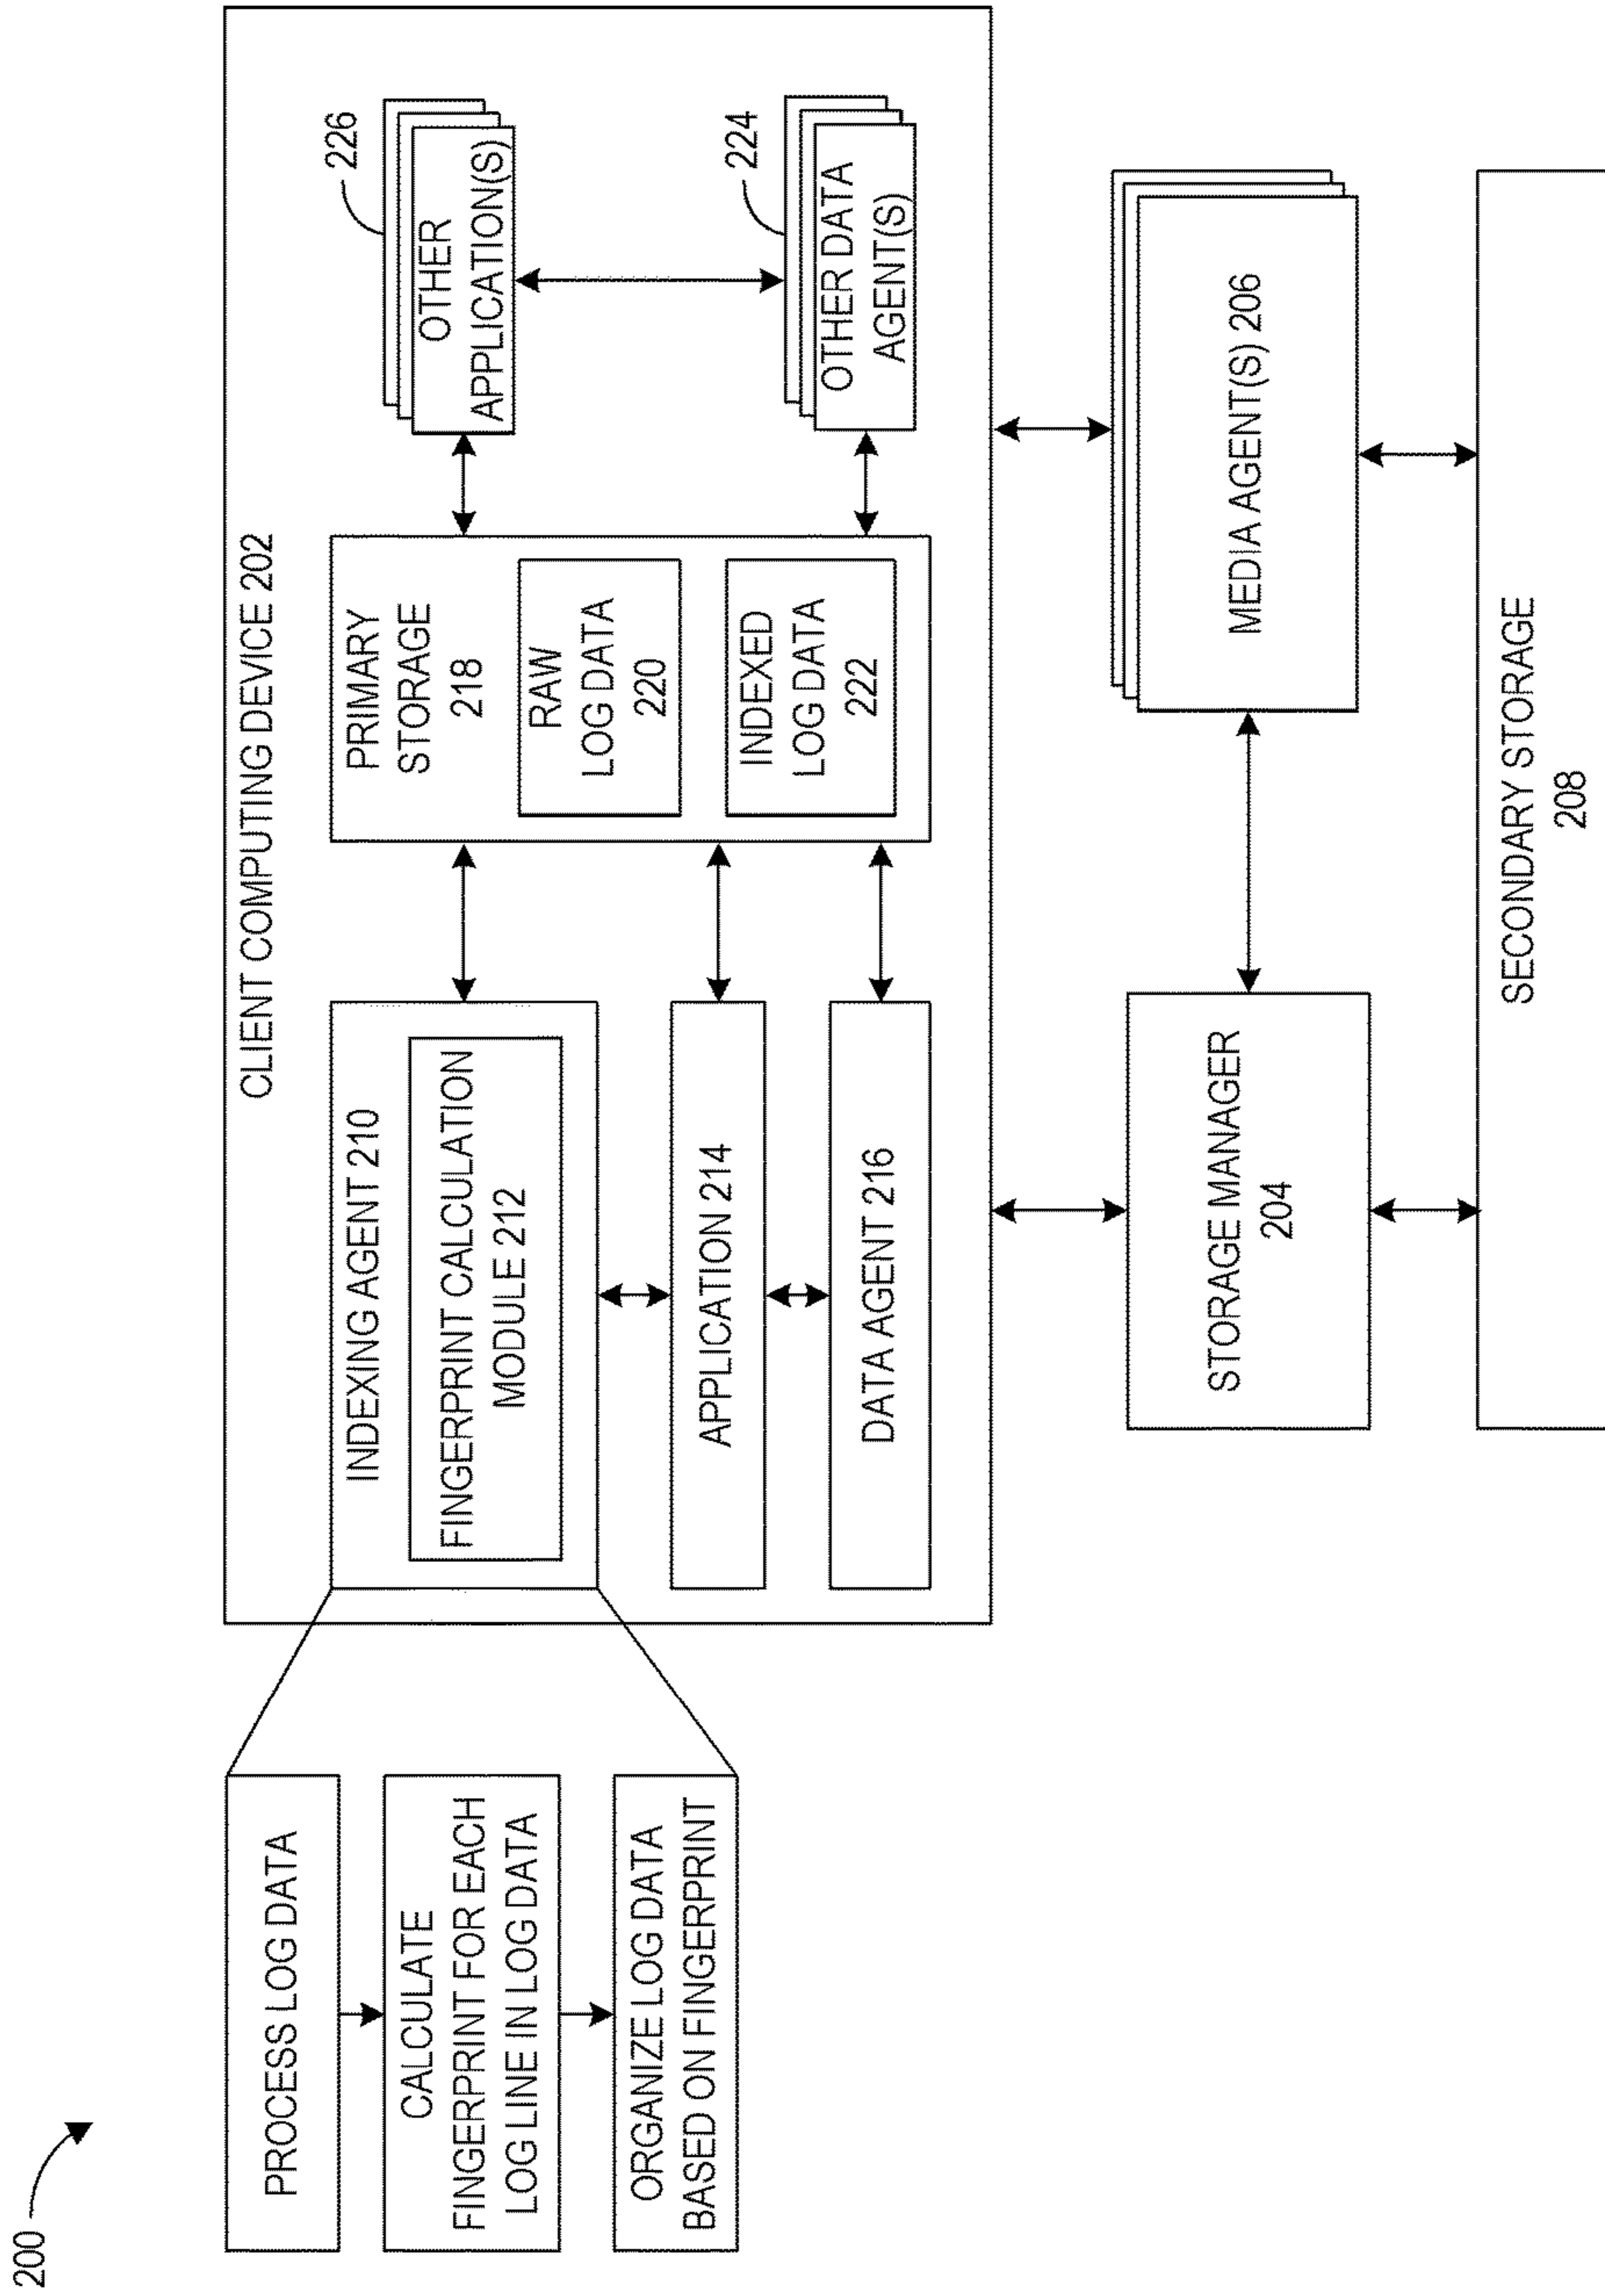 200
PROCESS LOG DATA
CALCULATE
FINGERPRINT FOR EACH
LOG LINE IN LOG DATA
ORGANIZE LOG DATA
BASED ON FINGERPRINT
CLIENT COMPUTING DEVICE 202
INDEXING AGENT 210
FINGERPRINT CALCULATION
MODULE 212
APPLICATION 214
DATA AGENT 216
PRIMARY
STORAGE
218
RAW
LOG DATA
220
INDEXED
LOG DATA
222
226
OTHER
APPLICATION(S)
224
OTHER DATA
AGENT(S)
STORAGE MANAGER
204
MEDIA AGENT(S) 206
SECONDARY STORAGE
208